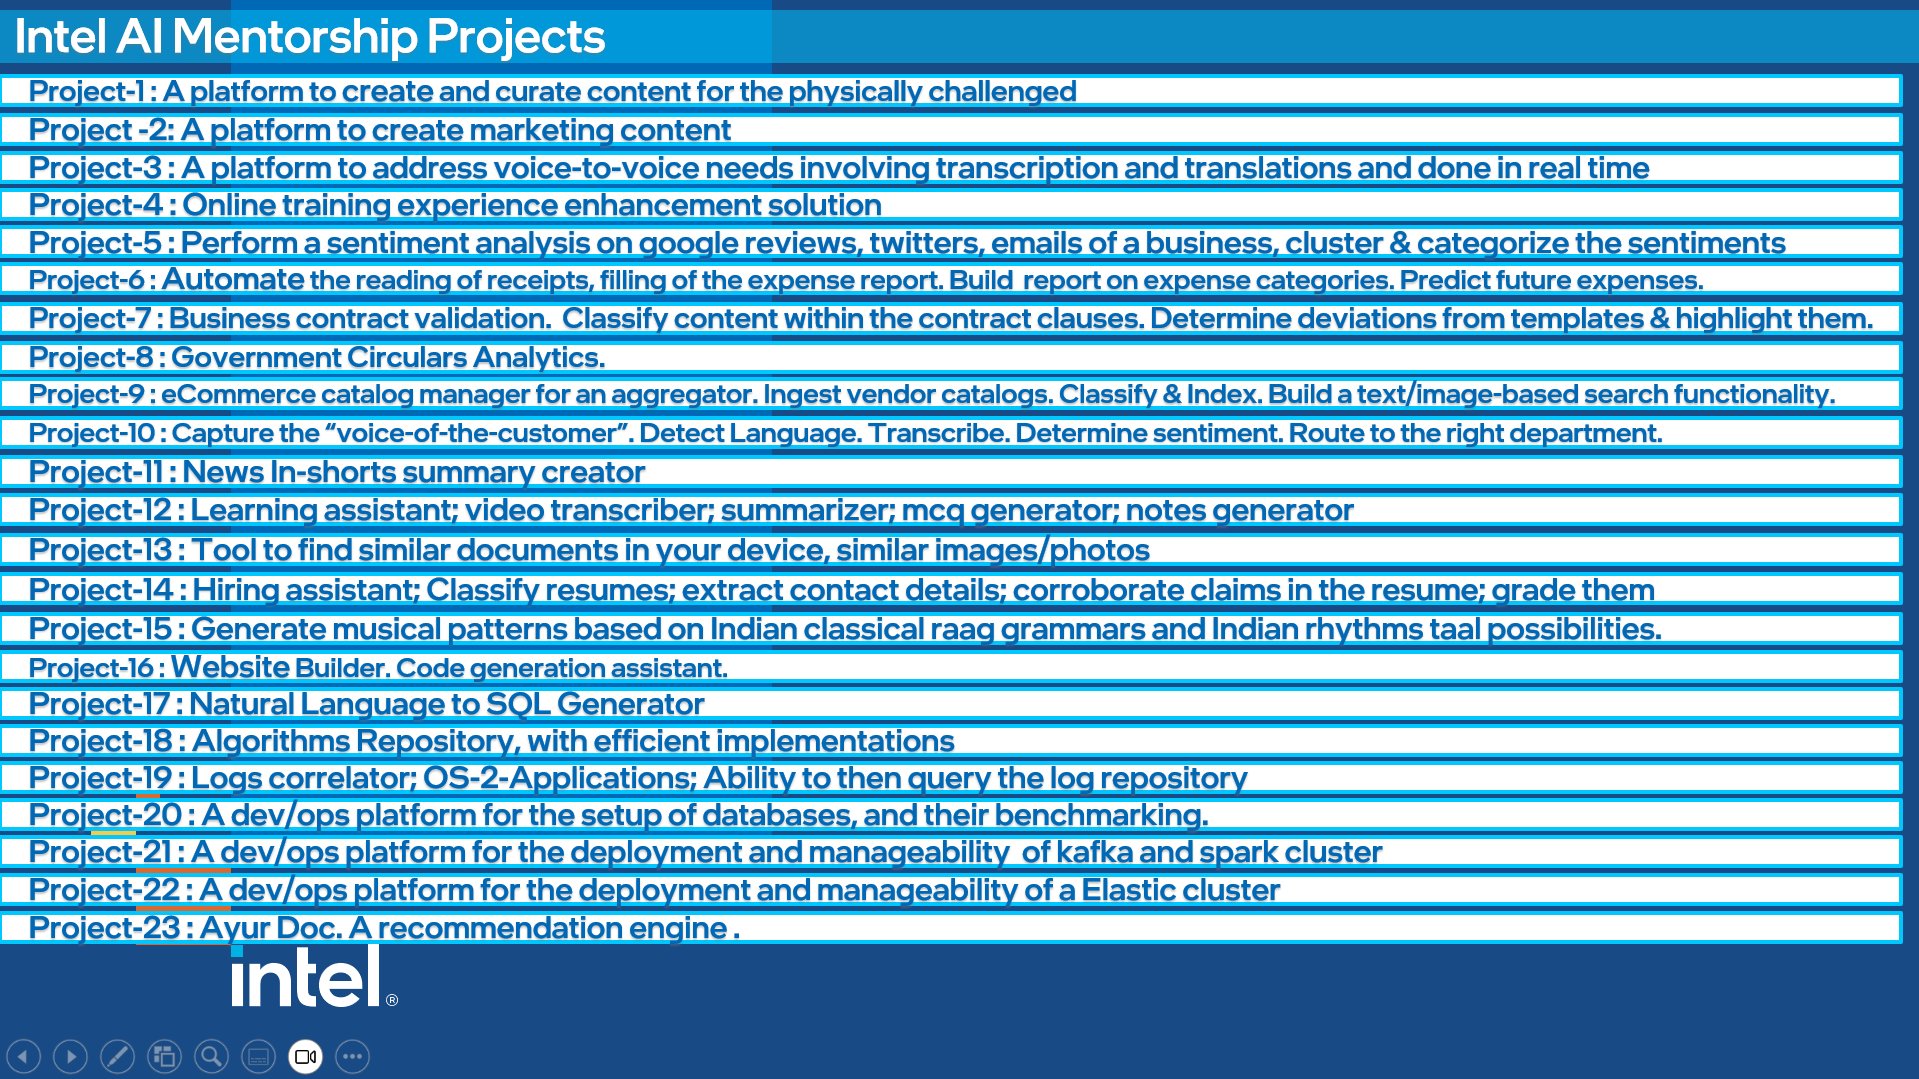 Intel AI Mentorship Projects
Project-1 : A platform to create and curate content for the physically challenged
Project -2: A platform to create marketing content
Project-3 : A platform to address voice-to-voice needs involving transcription and translations and done in real time
Project-4 : Online training experience enhancement solution
Project-5 : Perform a sentiment analysis on google reviews, twitters, emails of a business, cluster & categorize the sentiments
Project-6 : Automate the reading of receipts, filling of the expense report. Build  report on expense categories. Predict future expenses.
Project-7 : Business contract validation.  Classify content within the contract clauses. Determine deviations from templates & highlight them.
Project-8 : Government Circulars Analytics.
Project-9 : eCommerce catalog manager for an aggregator. Ingest vendor catalogs. Classify & Index. Build a text/image-based search functionality.
Project-10 : Capture the “voice-of-the-customer”. Detect Language. Transcribe. Determine sentiment. Route to the right department.
Project-11 : News In-shorts summary creator
Project-12 : Learning assistant; video transcriber; summarizer; mcq generator; notes generator
Project-13 : Tool to find similar documents in your device, similar images/photos
Project-14 : Hiring assistant; Classify resumes; extract contact details; corroborate claims in the resume; grade them
Project-15 : Generate musical patterns based on Indian classical raag grammars and Indian rhythms taal possibilities.
Project-16 : Website Builder. Code generation assistant.
Project-17 : Natural Language to SQL Generator
Project-18 : Algorithms Repository, with efficient implementations
Project-19 : Logs correlator; OS-2-Applications; Ability to then query the log repository
Project-20 : A dev/ops platform for the setup of databases, and their benchmarking.
Project-21 : A dev/ops platform for the deployment and manageability  of kafka and spark cluster
Project-22 : A dev/ops platform for the deployment and manageability of a Elastic cluster
Project-23 : Ayur Doc. A recommendation engine .
intel®